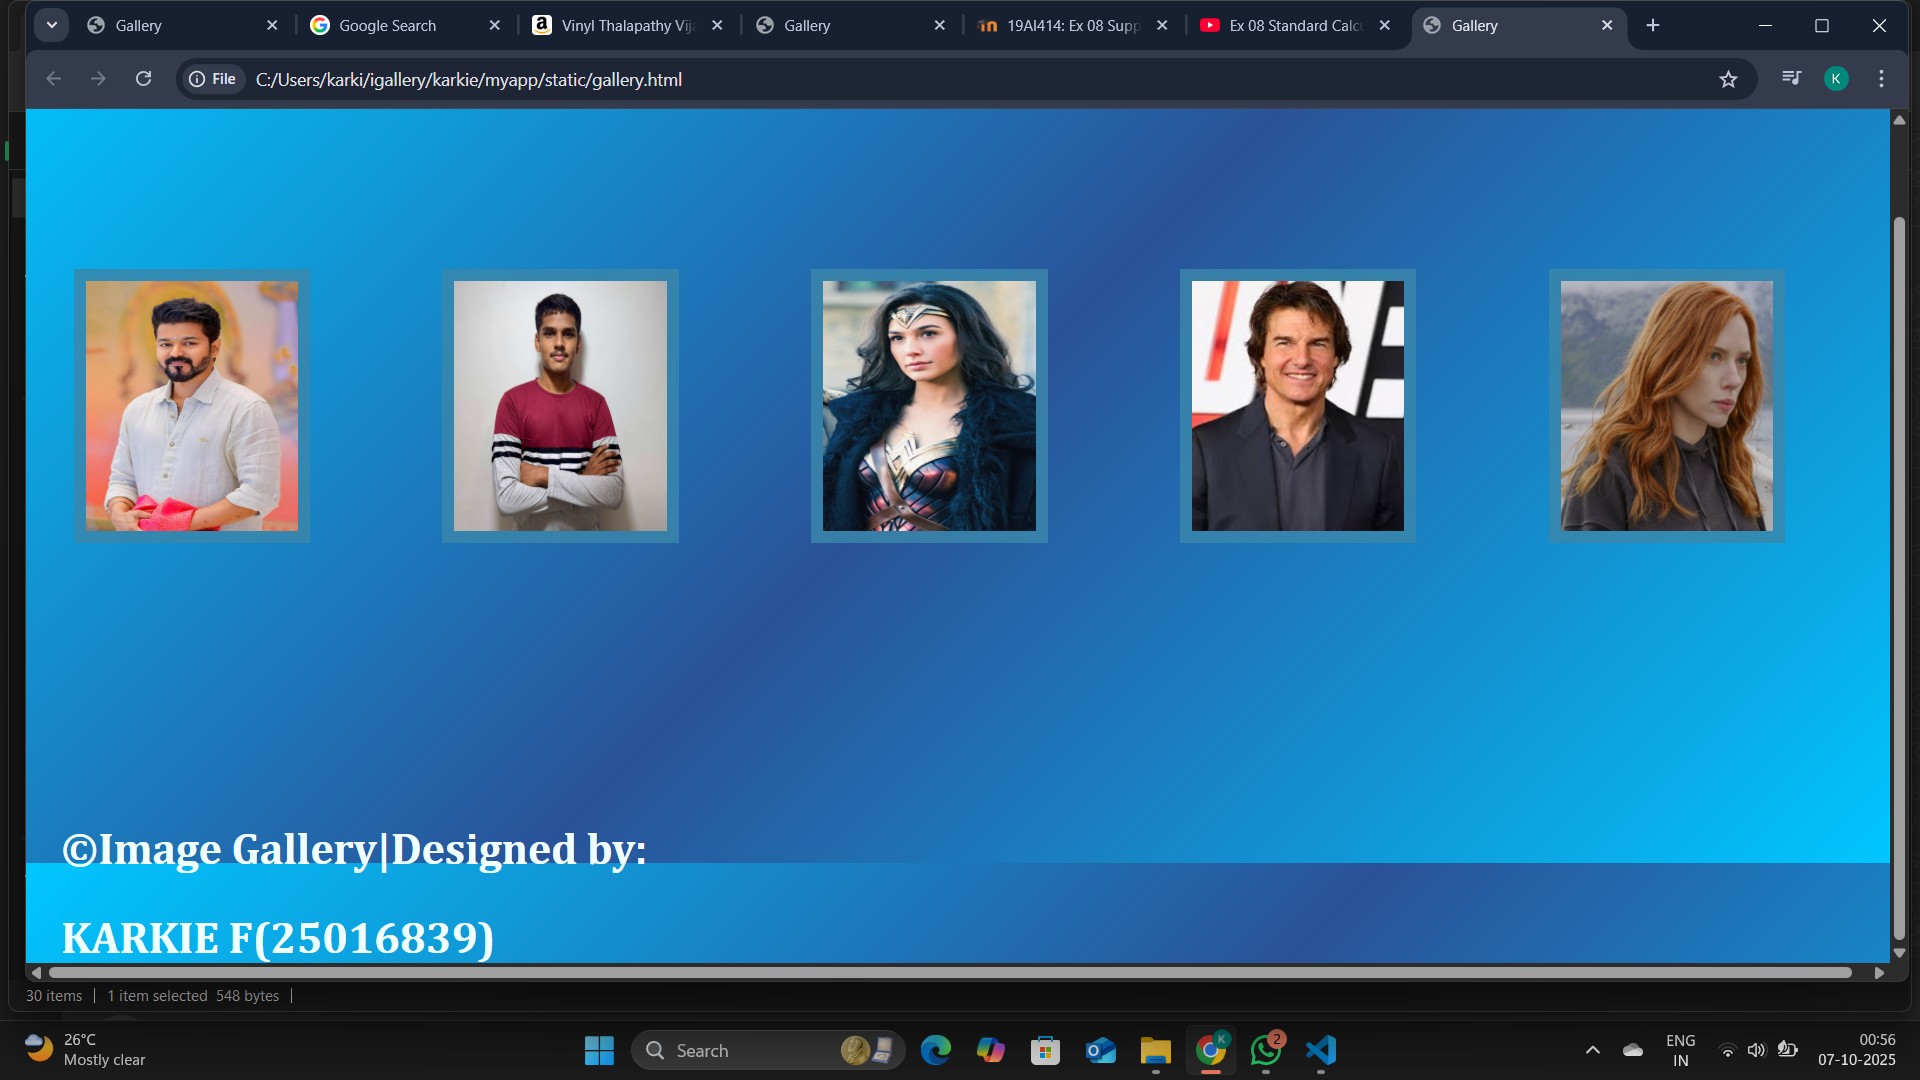 Gallery
Google Search
Vinyl Thalapathy Vij
Gallery
19AI414: Ex 08 Supp
Ex 08 Standard Calc
Gallery
File
C:/Users/karki/igallery/karkie/myapp/static/gallery.html
K
©Image Gallery|Designed by:
KARKIE F(25016839)
30 items
1 item selected 548 bytes
26°C
Mostly clear
Search
K
2
ENG
IN
00:56
07-10-2025